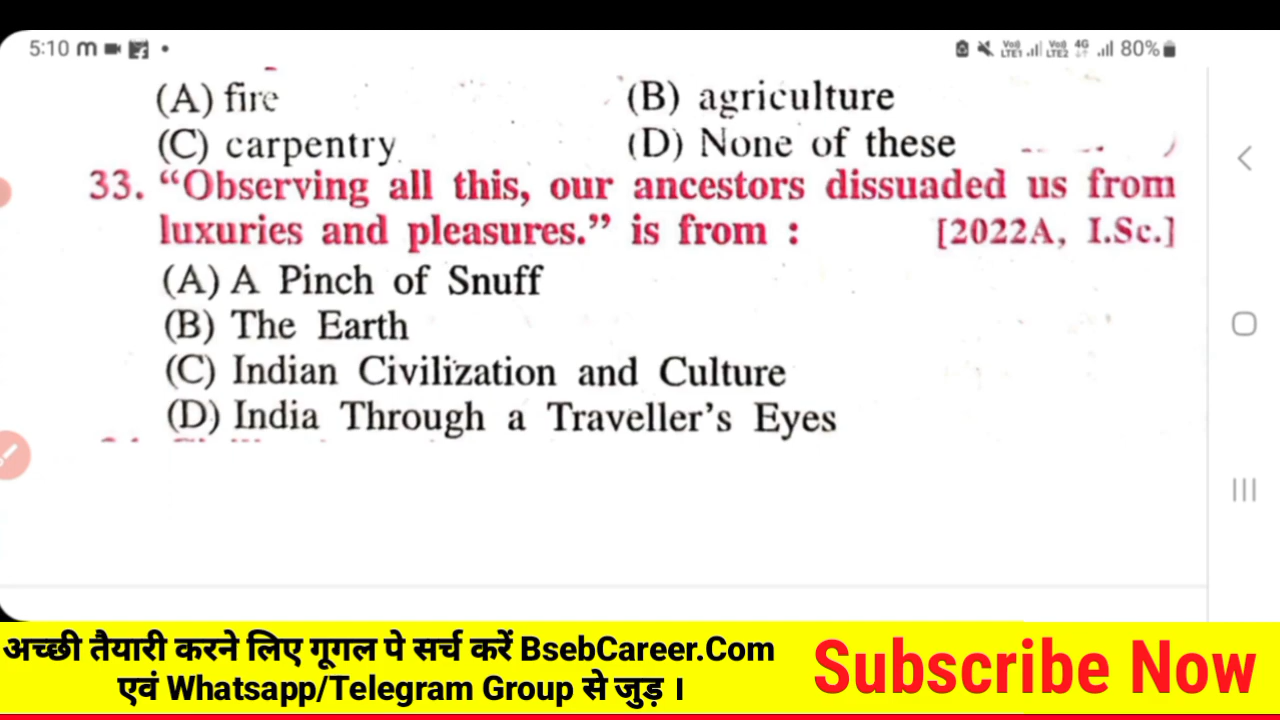 5:10
80%
(A) fire (B) agriculture
(C) carpentry (D) None of these
33. “Observing all this, our ancestors dissuaded us from
luxuries and pleasures.” is from : [2022A, I.Sc.]
(A) A Pinch of Snuff
(B) The Earth
(C) Indian Civilization and Culture
(D) India Through a Traveller’s Eyes
अच्छी तैयारी करने लिए गूगल पे सर्च करें BsebCareer.Com
एवं Whatsapp/Telegram Group से जुड़ ।
Subscribe Now